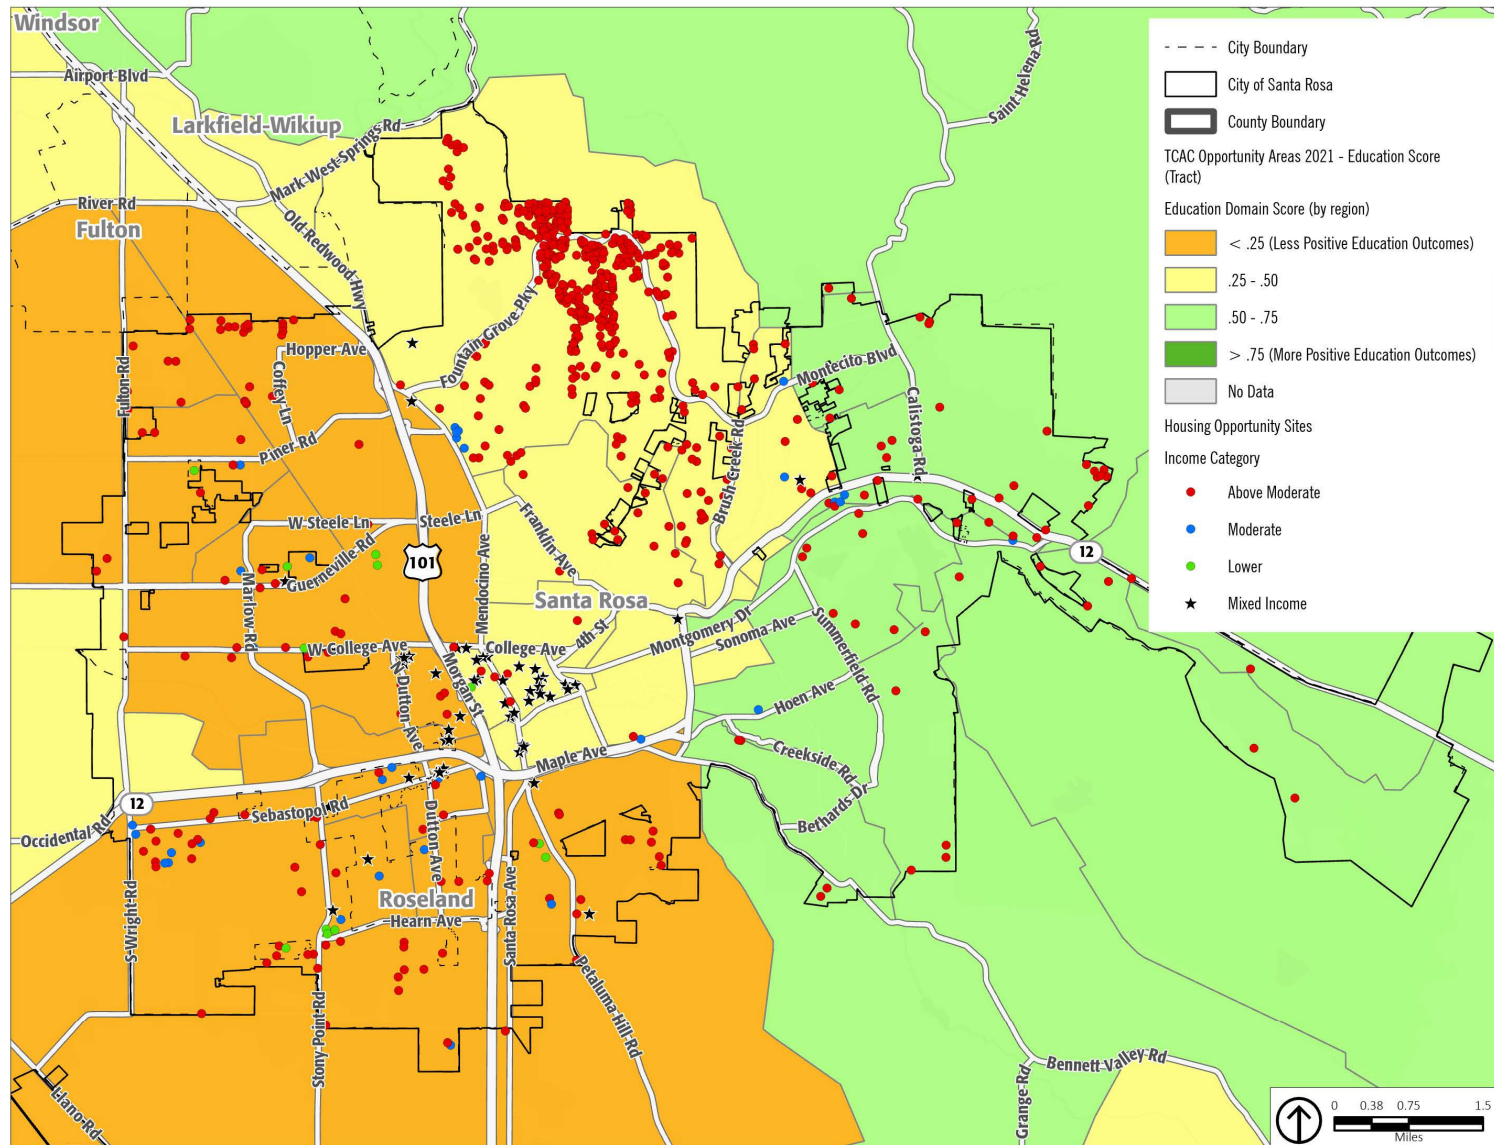 Windsor
Airport Blvd
Larkfield-Wikiup
Mark West Springs Rd
Saint Helena Rd
River Rd
Fulton
Old Redwood Hwy
Fountain Grove Pky
Hopper Ave
Fulton Rd
Coffey Ln
Piner Rd
Montecito Blvd
Calistoga Rd
Brush Creek Rd
W Steele Ln
Steele Ln
Franklin Ave
Guerneville Rd
101
Mendocino Ave
12
Marlow Rd
Santa Rosa
4th St
Montgomery Dr
Sonoma Ave
Summerfield Rd
W College Ave
College Ave
N Dutton Ave
Morgan St
Hoen Ave
Creekside Rd
Maple Ave
Bethards Dr
12
Occidental Rd
Sebastopol Rd
Dutton Ave
S Wright Rd
Roseland
Hearn Ave
Santa Rosa Ave
Petaluma Hill Rd
Stony Point Rd
Llano Rd
Bennett Valley Rd
Grange Rd
City Boundary
City of Santa Rosa
County Boundary
TCAC Opportunity Areas 2021 - Education Score
(Tract)
Education Domain Score (by region)
< .25 (Less Positive Education Outcomes)
.25 - .50
.50 - .75
> .75 (More Positive Education Outcomes)
No Data
Housing Opportunity Sites
Income Category
Above Moderate
Moderate
Lower
Mixed Income
0 0.38 0.75 1.5
Miles